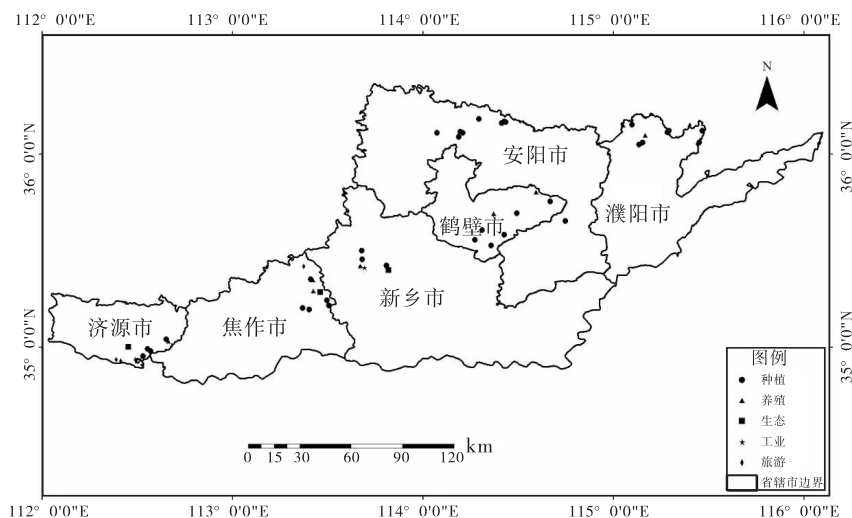 112° 0'0"E 113° 0'0"E 114° 0'0"E 115° 0'0"E 116° 0'0"E
N
36° 0'0"N 36° 0'0"N
安阳市
濮阳市
鹤壁市
新乡市
济源市 焦作市
35° 0'0"N 35° 0'0"N
图例
种植
养殖
生态
工业
旅游
省辖市边界
km
0 15 30 60 90 120
112° 0'0"E 113° 0'0"E 114° 0'0"E 115° 0'0"E 116° 0'0"E